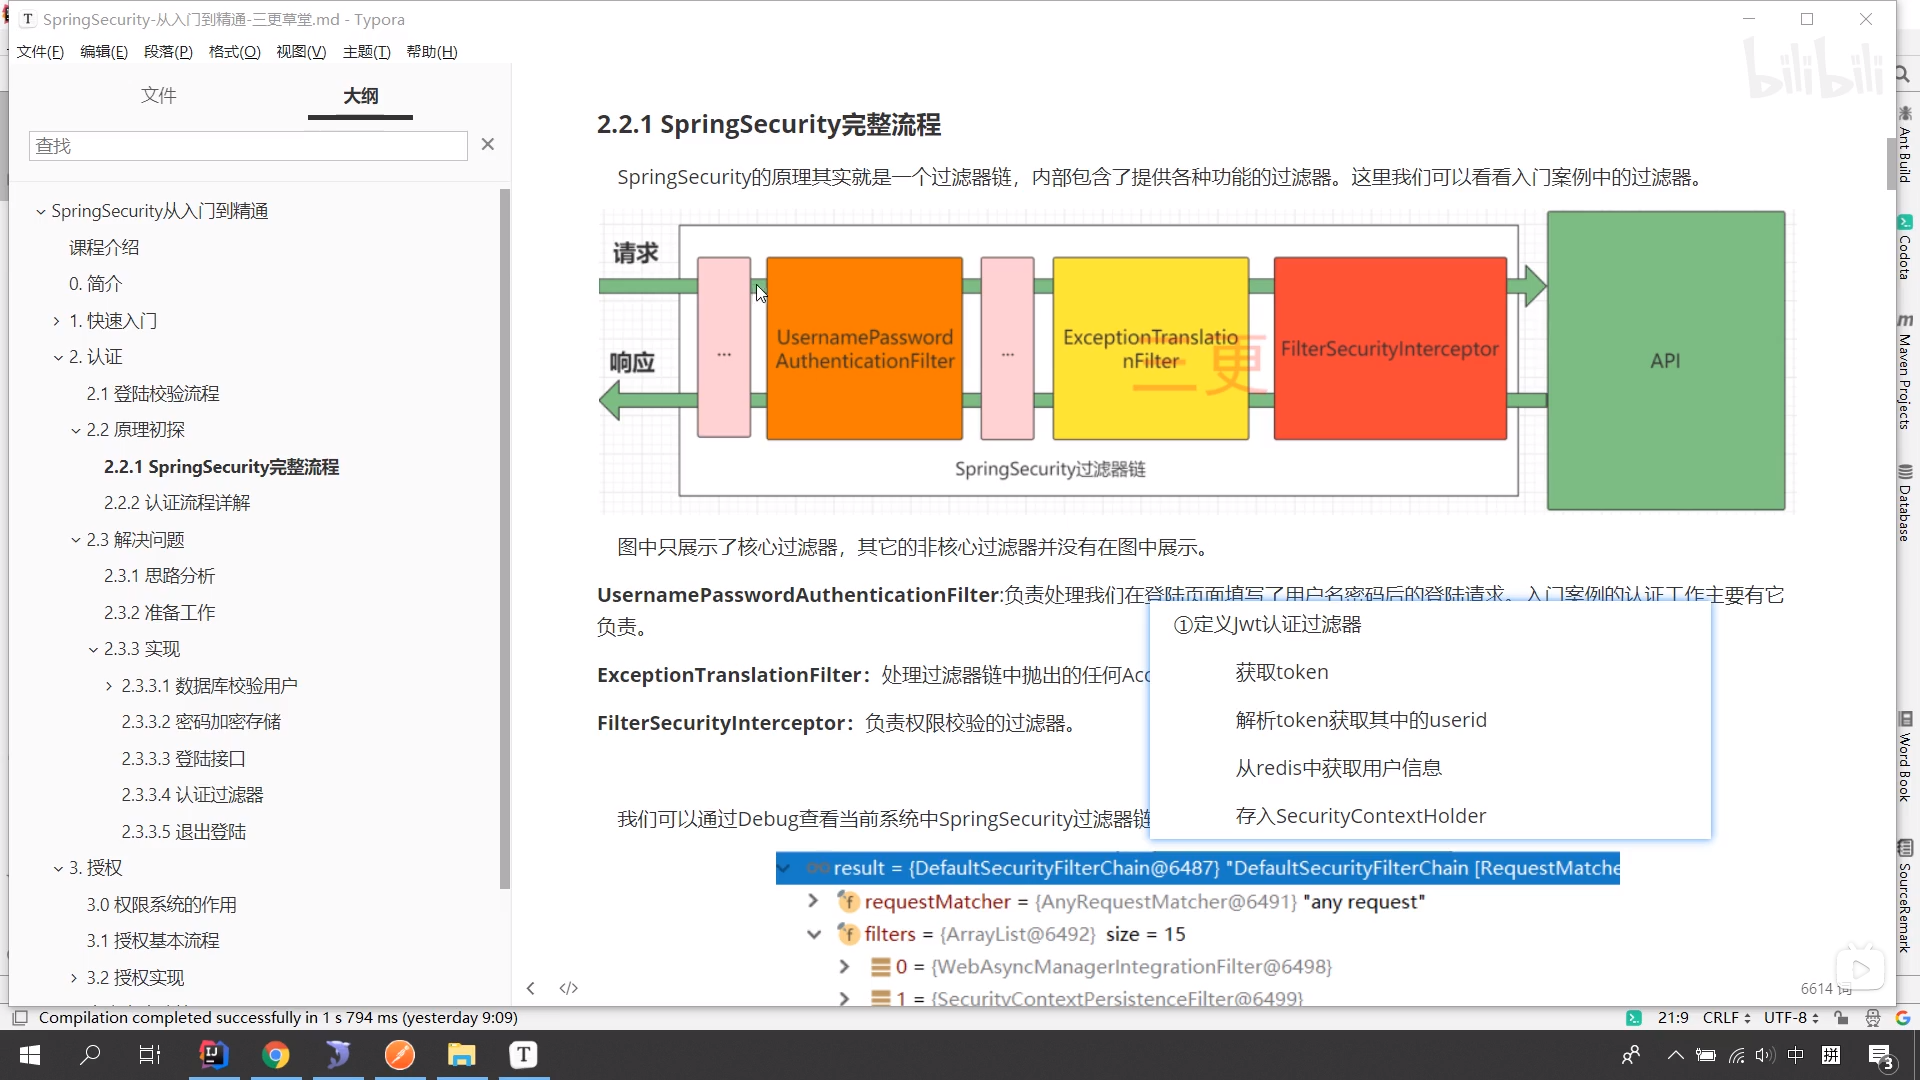 SpringSecurity-从入门到精通-三更草堂.md - Typora
文件(F) 编辑(E) 段落(P) 格式(O) 视图(V) 主题(T) 帮助(H)
bilibili
文件 大纲
查找
SpringSecurity从入门到精通
课程介绍
0. 简介
1. 快速入门
2. 认证
2.1 登陆校验流程
2.2 原理初探
2.2.1 SpringSecurity完整流程
2.2.2 认证流程详解
2.3 解决问题
2.3.1 思路分析
2.3.2 准备工作
2.3.3 实现
2.3.3.1 数据库校验用户
2.3.3.2 密码加密存储
2.3.3.3 登陆接口
2.3.3.4 认证过滤器
2.3.3.5 退出登陆
3. 授权
3.0 权限系统的作用
3.1 授权基本流程
3.2 授权实现
2.2.1 SpringSecurity完整流程
SpringSecurity的原理其实就是一个过滤器链，内部包含了提供各种功能的过滤器。这里我们可以看看入门案例中的过滤器。
请求
响应
...
UsernamePassword
AuthenticationFilter
...
ExceptionTranslatio
nFilter
三更
FilterSecurityInterceptor
API
SpringSecurity过滤器链
图中只展示了核心过滤器，其它的非核心过滤器并没有在图中展示。
UsernamePasswordAuthenticationFilter:负责处理我们在登陆页面填写了用户名密码后的登陆请求。入门案例的认证工作主要有它
负责。
ExceptionTranslationFilter：处理过滤器链中抛出的任何Acc
FilterSecurityInterceptor：负责权限校验的过滤器。
我们可以通过Debug查看当前系统中SpringSecurity过滤器链
①定义Jwt认证过滤器
获取token
解析token获取其中的userid
从redis中获取用户信息
存入SecurityContextHolder
result = {DefaultSecurityFilterChain@6487} "DefaultSecurityFilterChain [RequestMatche
requestMatcher = {AnyRequestMatcher@6491} "any request"
filters = {ArrayList@6492} size = 15
0 = {WebAsyncManagerIntegrationFilter@6498}
1 = {SecurityContextPersistenceFilter@6499}
</> 6614 词
Ant Build
Codota
Maven Projects
Database
Word Book
SourceRemark
Compilation completed successfully in 1 s 794 ms (yesterday 9:09)
21:9 CRLF UTF-8
中 拼 3